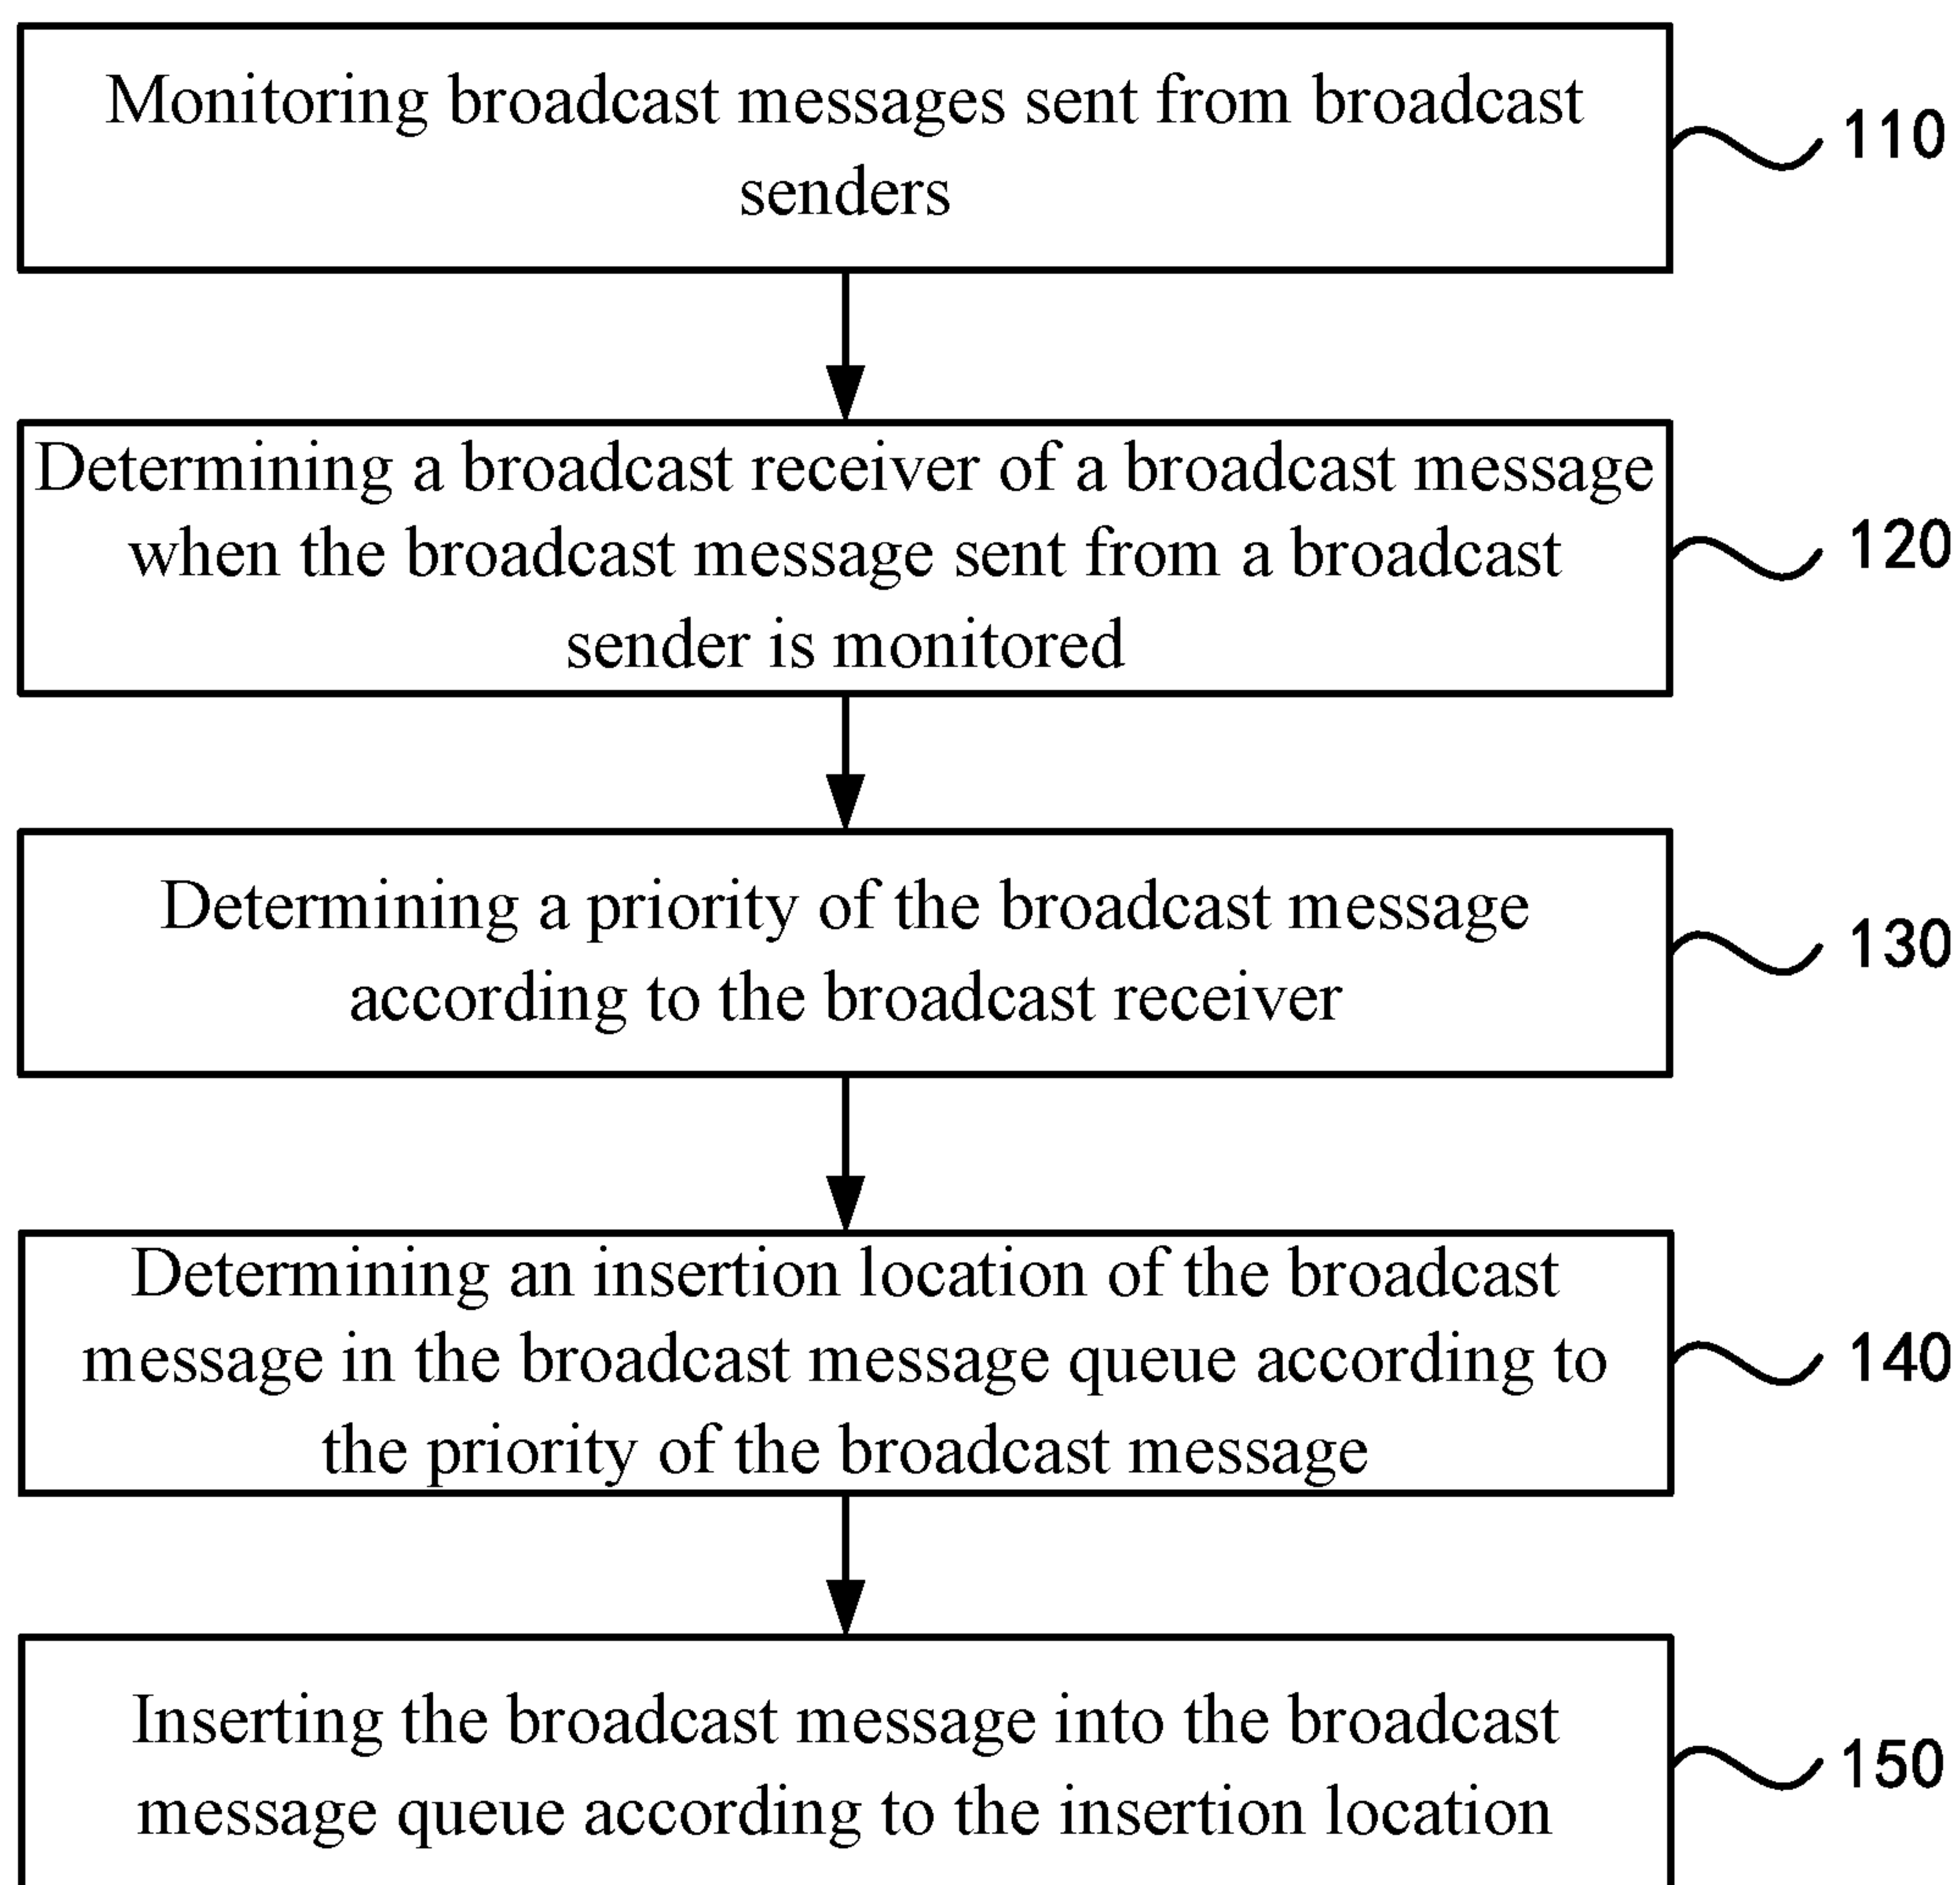 Monitoring broadcast messages sent from broadcast
senders
110
Determining a broadcast receiver of a broadcast message
when the broadcast message sent from a broadcast
sender is monitored
120
Determining a priority of the broadcast message
according to the broadcast receiver
130
Determining an insertion location of the broadcast
message in the broadcast message queue according to
the priority of the broadcast message
140
Inserting the broadcast message into the broadcast
message queue according to the insertion location
150